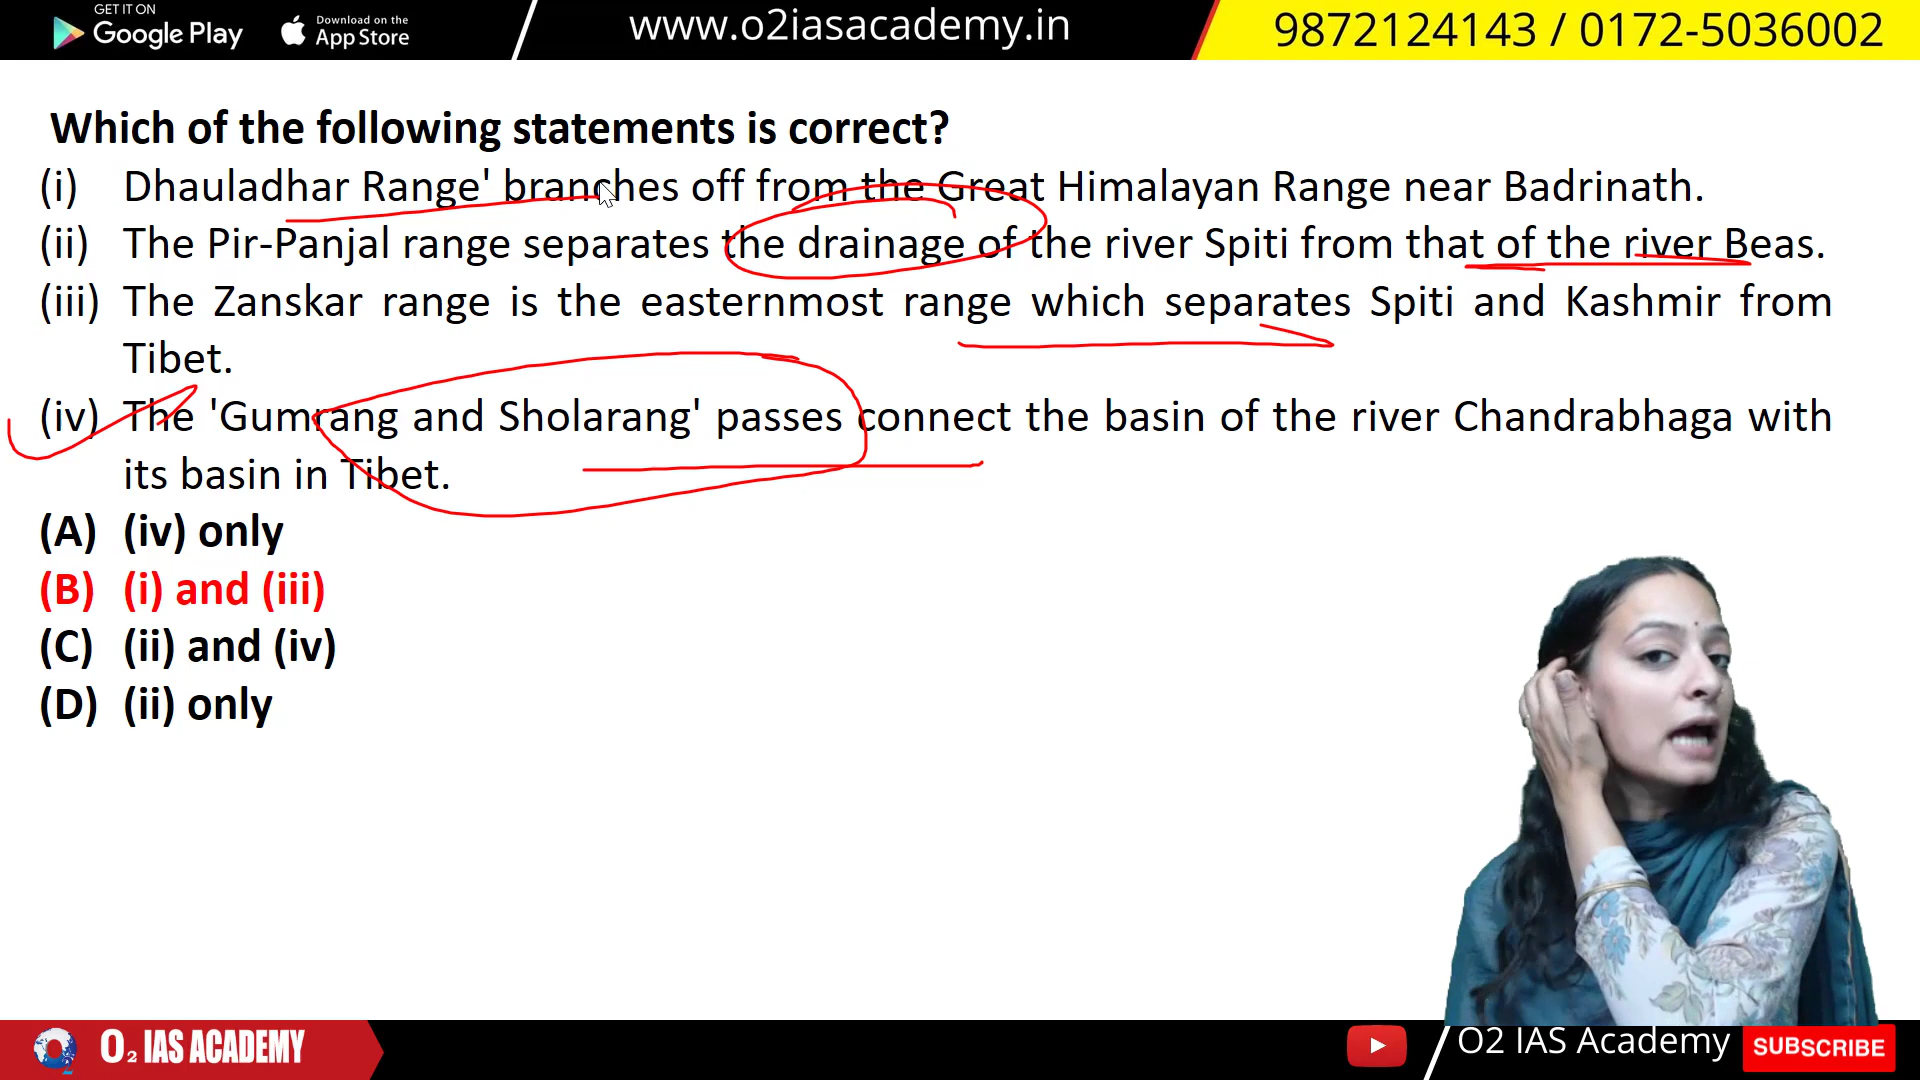 GET IT ON
Google Play
Download on the
App Store
www.o2iasacademy.in
9872124143 / 0172-5036002
Which of the following statements is correct?
(i) Dhauladhar Range' branches off from the Great Himalayan Range near Badrinath.
(ii) The Pir-Panjal range separates the drainage of the river Spiti from that of the river Beas.
(iii) The Zanskar range is the easternmost range which separates Spiti and Kashmir from
Tibet.
(iv) The 'Gumrang and Sholarang' passes connect the basin of the river Chandrabhaga with
its basin in Tibet.
(A) (iv) only
(B) (i) and (iii)
(C) (ii) and (iv)
(D) (ii) only
O2 IAS ACADEMY
O2 IAS Academy
SUBSCRIBE